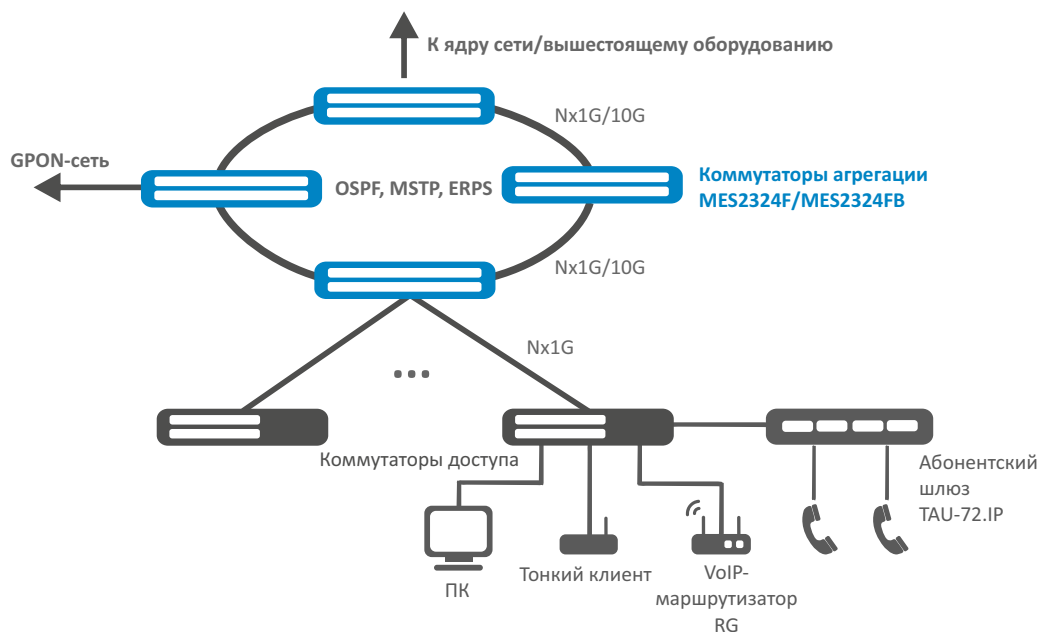 К ядру сети/вышестоящему оборудованию
Nx1G/10G
GPON-сеть
OSPF, MSTP, ERPS
Коммутаторы агрегации
MES2324F/MES2324FB
Nx1G/10G
Nx1G
...
Коммутаторы доступа
Абонентский
шлюз
TAU-72.IP
ПК
Тонкий клиент
VoIP-
маршрутизатор
RG